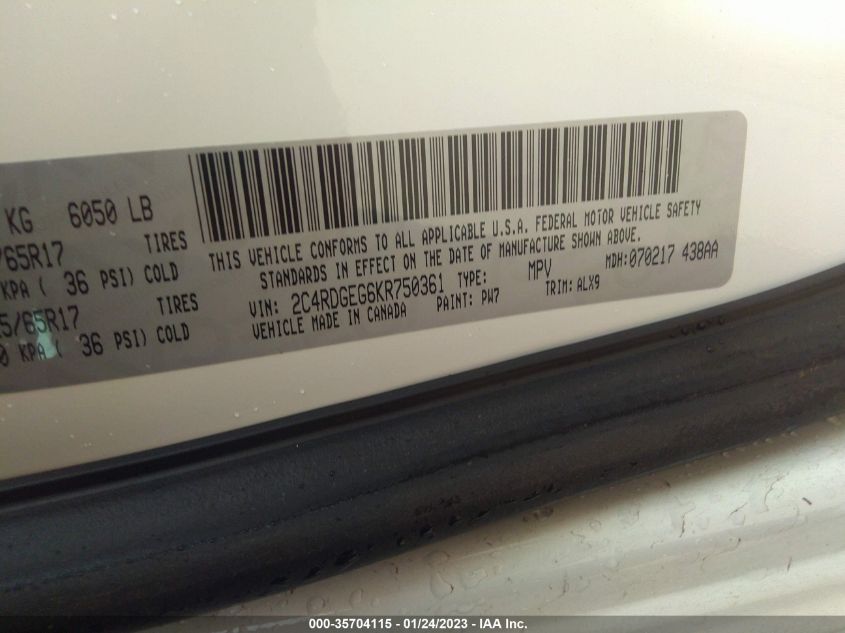 KG 6050 LB
/65R17 TIRES
KPA ( 36 PSI) COLD
5/65R17 TIRES
0 KPA ( 36 PSI) COLD
THIS VEHICLE CONFORMS TO ALL APPLICABLE U.S.A. FEDERAL MOTOR VEHICLE SAFETY
STANDARDS IN EFFECT ON THE DATE OF MANUFACTURE SHOWN ABOVE.
VIN: 2C4RDGEG6KR750361 TYPE: MPV MDH: 070217 438AA
VEHICLE MADE IN CANADA PAINT: PW7 TRIM: ALX9
000-35704115 - 01/24/2023 - IAA Inc.